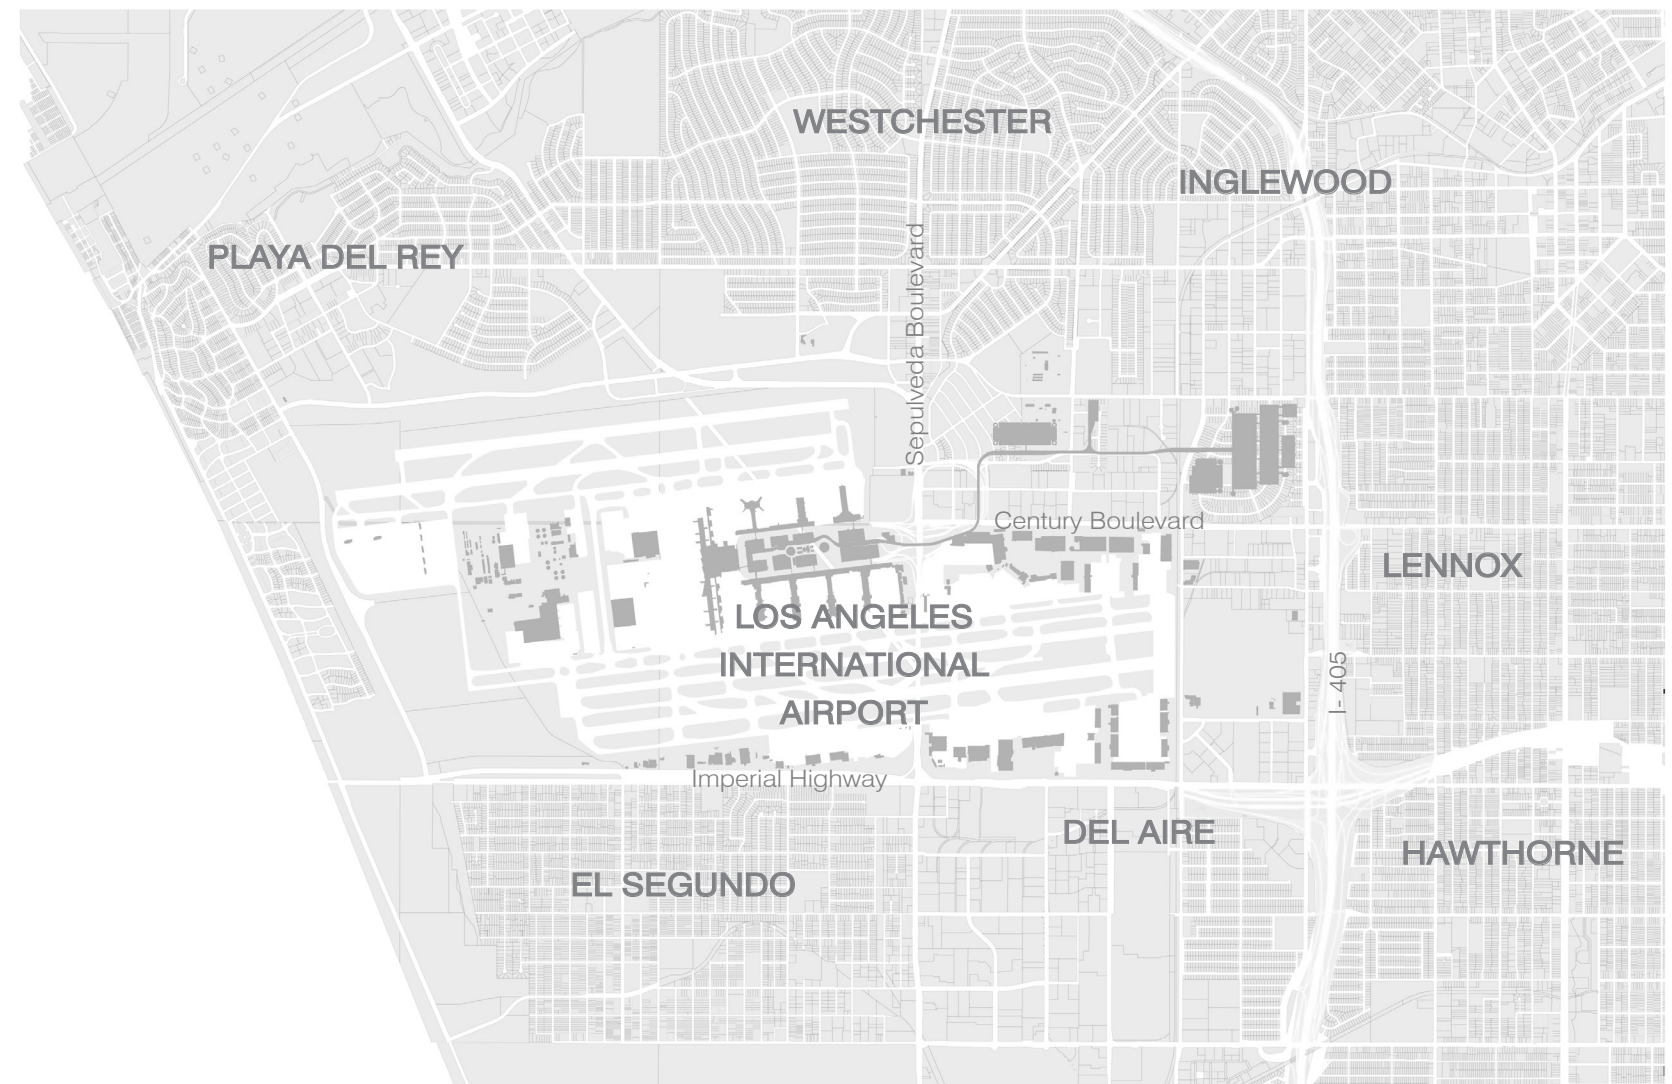 WESTCHESTER
INGLEWOOD
PLAYA DEL REY
Sepulveda Boulevard
Century Boulevard
LENNOX
LOS ANGELES
INTERNATIONAL
AIRPORT
I- 405
Imperial Highway
DEL AIRE
HAWTHORNE
EL SEGUNDO